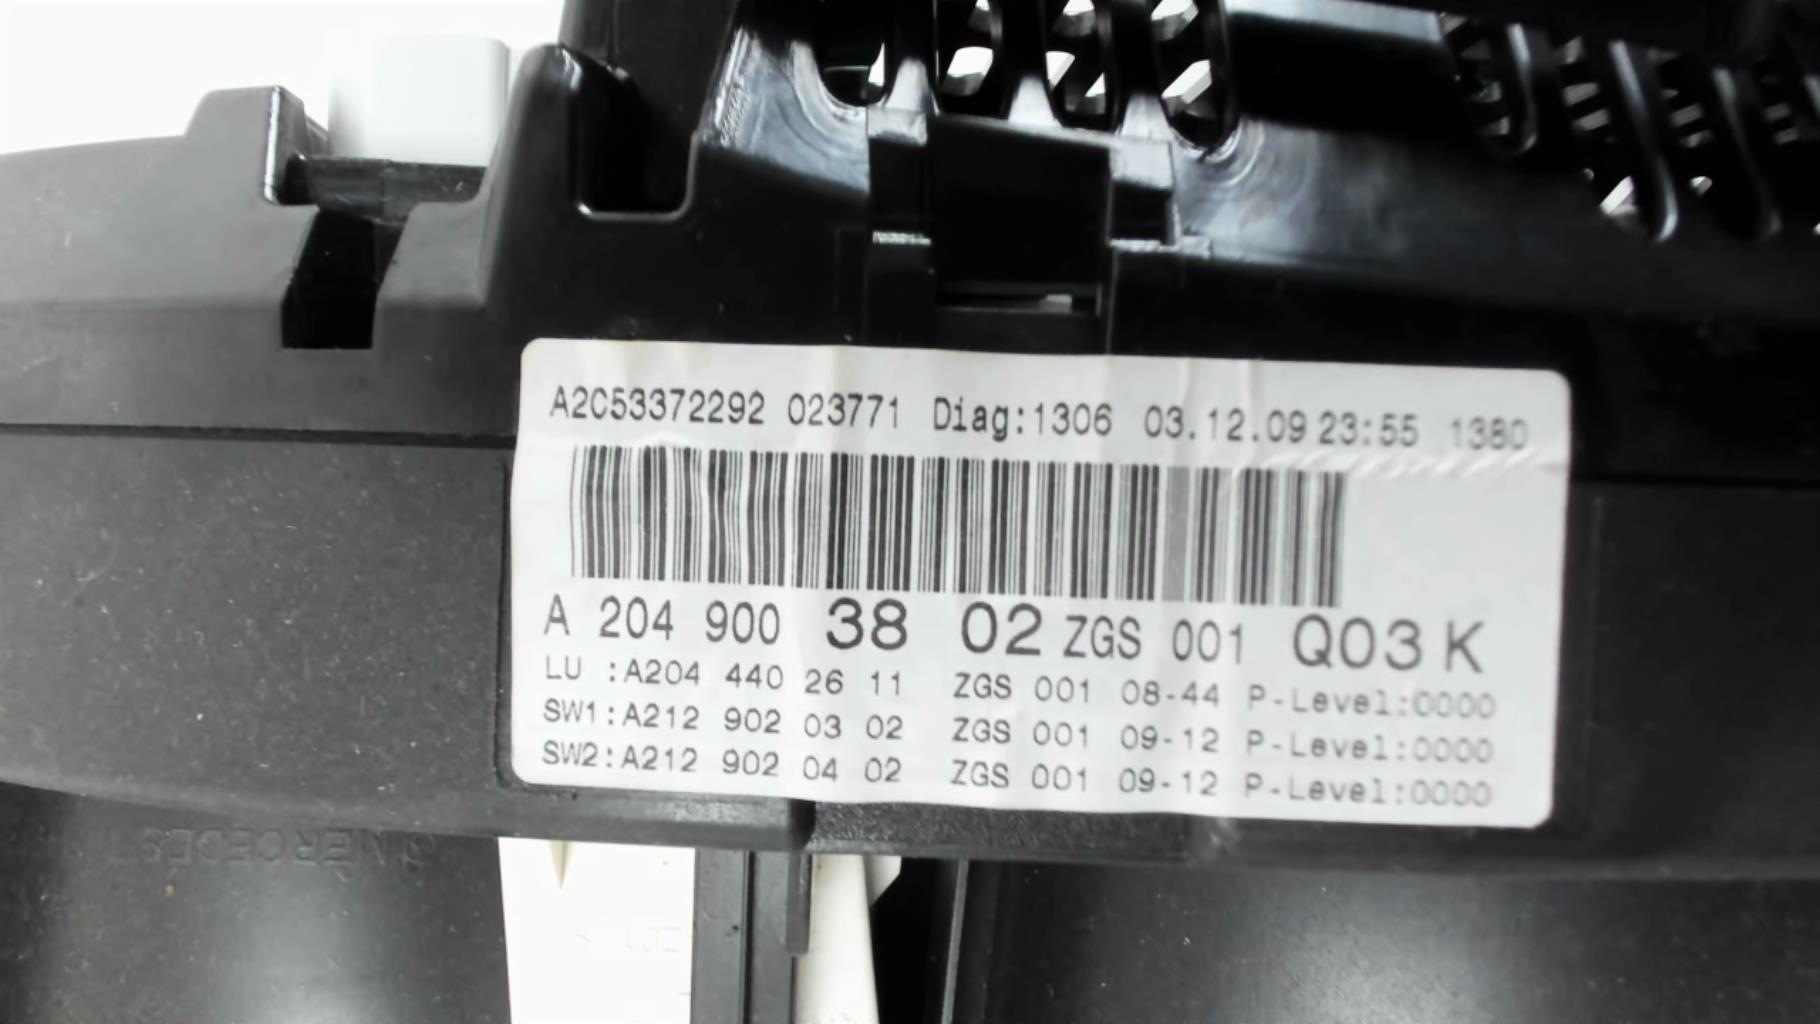 A2C53372292 023771 Diag:1306 03.12.09 23:55 1380
A 204 900 38 02 ZGS 001 Q03 K
LU :A204 440 26 11 ZGS 001 08-44 P-Level:0000
SW1:A212 902 03 02 ZGS 001 09-12 P-Level:0000
SW2:A212 902 04 02 ZGS 001 09-12 P-Level:0000
MERCEDES